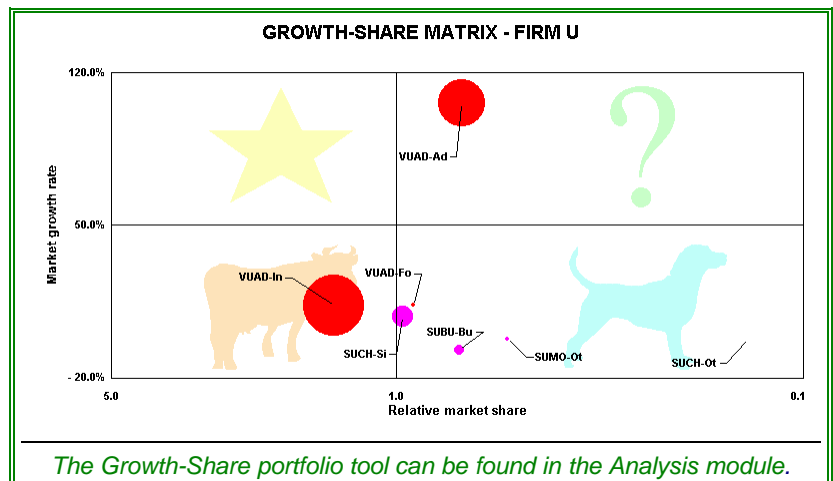 GROWTH-SHARE MATRIX - FIRM U
120.0%
VUAD-Ad
?
Market growth rate
50.0%
VUAD-In
VUAD-Fo
SUCH-Si
SUBU-Bu
SUMO-Ot
SUCH-Ot
- 20.0%
5.0 1.0 0.1
Relative market share
The Growth-Share portfolio tool can be found in the Analysis module.